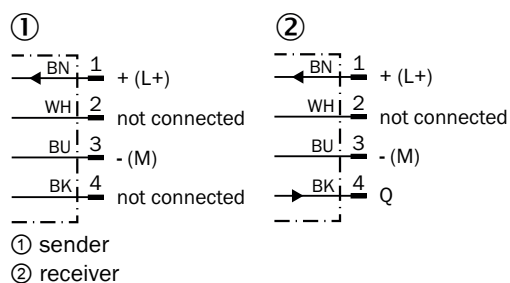 ① ②
BN 1 + (L+) BN 1 + (L+)
WH 2 not connected WH 2 not connected
BU 3 - (M) BU 3 - (M)
BK 4 not connected BK 4 Q
① sender
② receiver